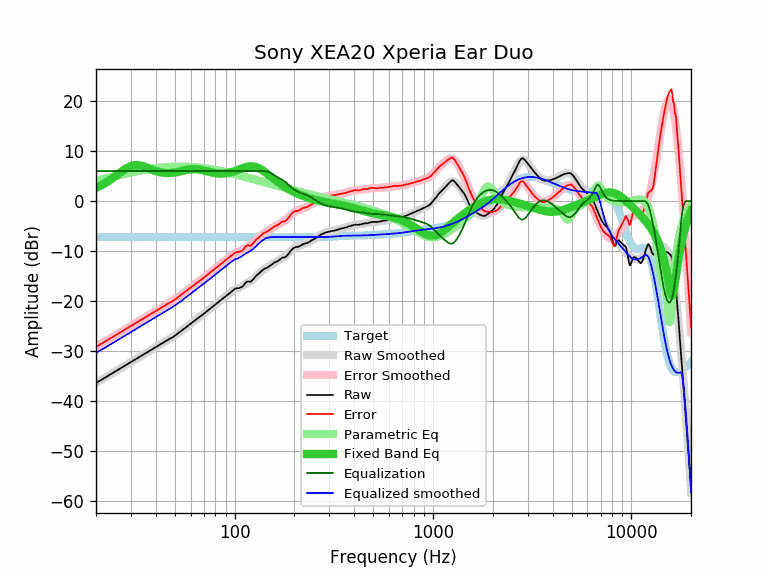 Sony XEA20 Xperia Ear Duo
Amplitude (dBr)
20
10
0
−10
−20
−30
−40
−50
−60
Target
Raw Smoothed
Error Smoothed
Raw
Error
Parametric Eq
Fixed Band Eq
Equalization
Equalized smoothed
100
1000
10000
Frequency (Hz)